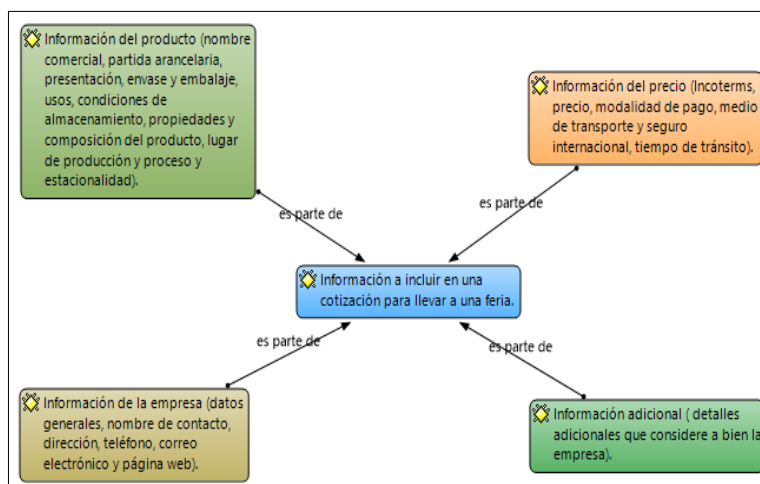 Información del producto (nombre
comercial, partida arancelaria,
presentación, envase y embalaje,
usos, condiciones de
almacenamiento, propiedades y
composición del producto, lugar
de producción y proceso y
estacionalidad).
Información del precio (Incoterms,
precio, modalidad de pago, medio
de transporte y seguro
internacional, tiempo de tránsito).
es parte de
es parte de
Información a incluir en una
cotización para llevar a una feria.
es parte de
es parte de
Información de la empresa (datos
generales, nombre de contacto,
dirección, teléfono, correo
electrónico y página web).
Información adicional ( detalles
adicionales que considere a bien la
empresa).